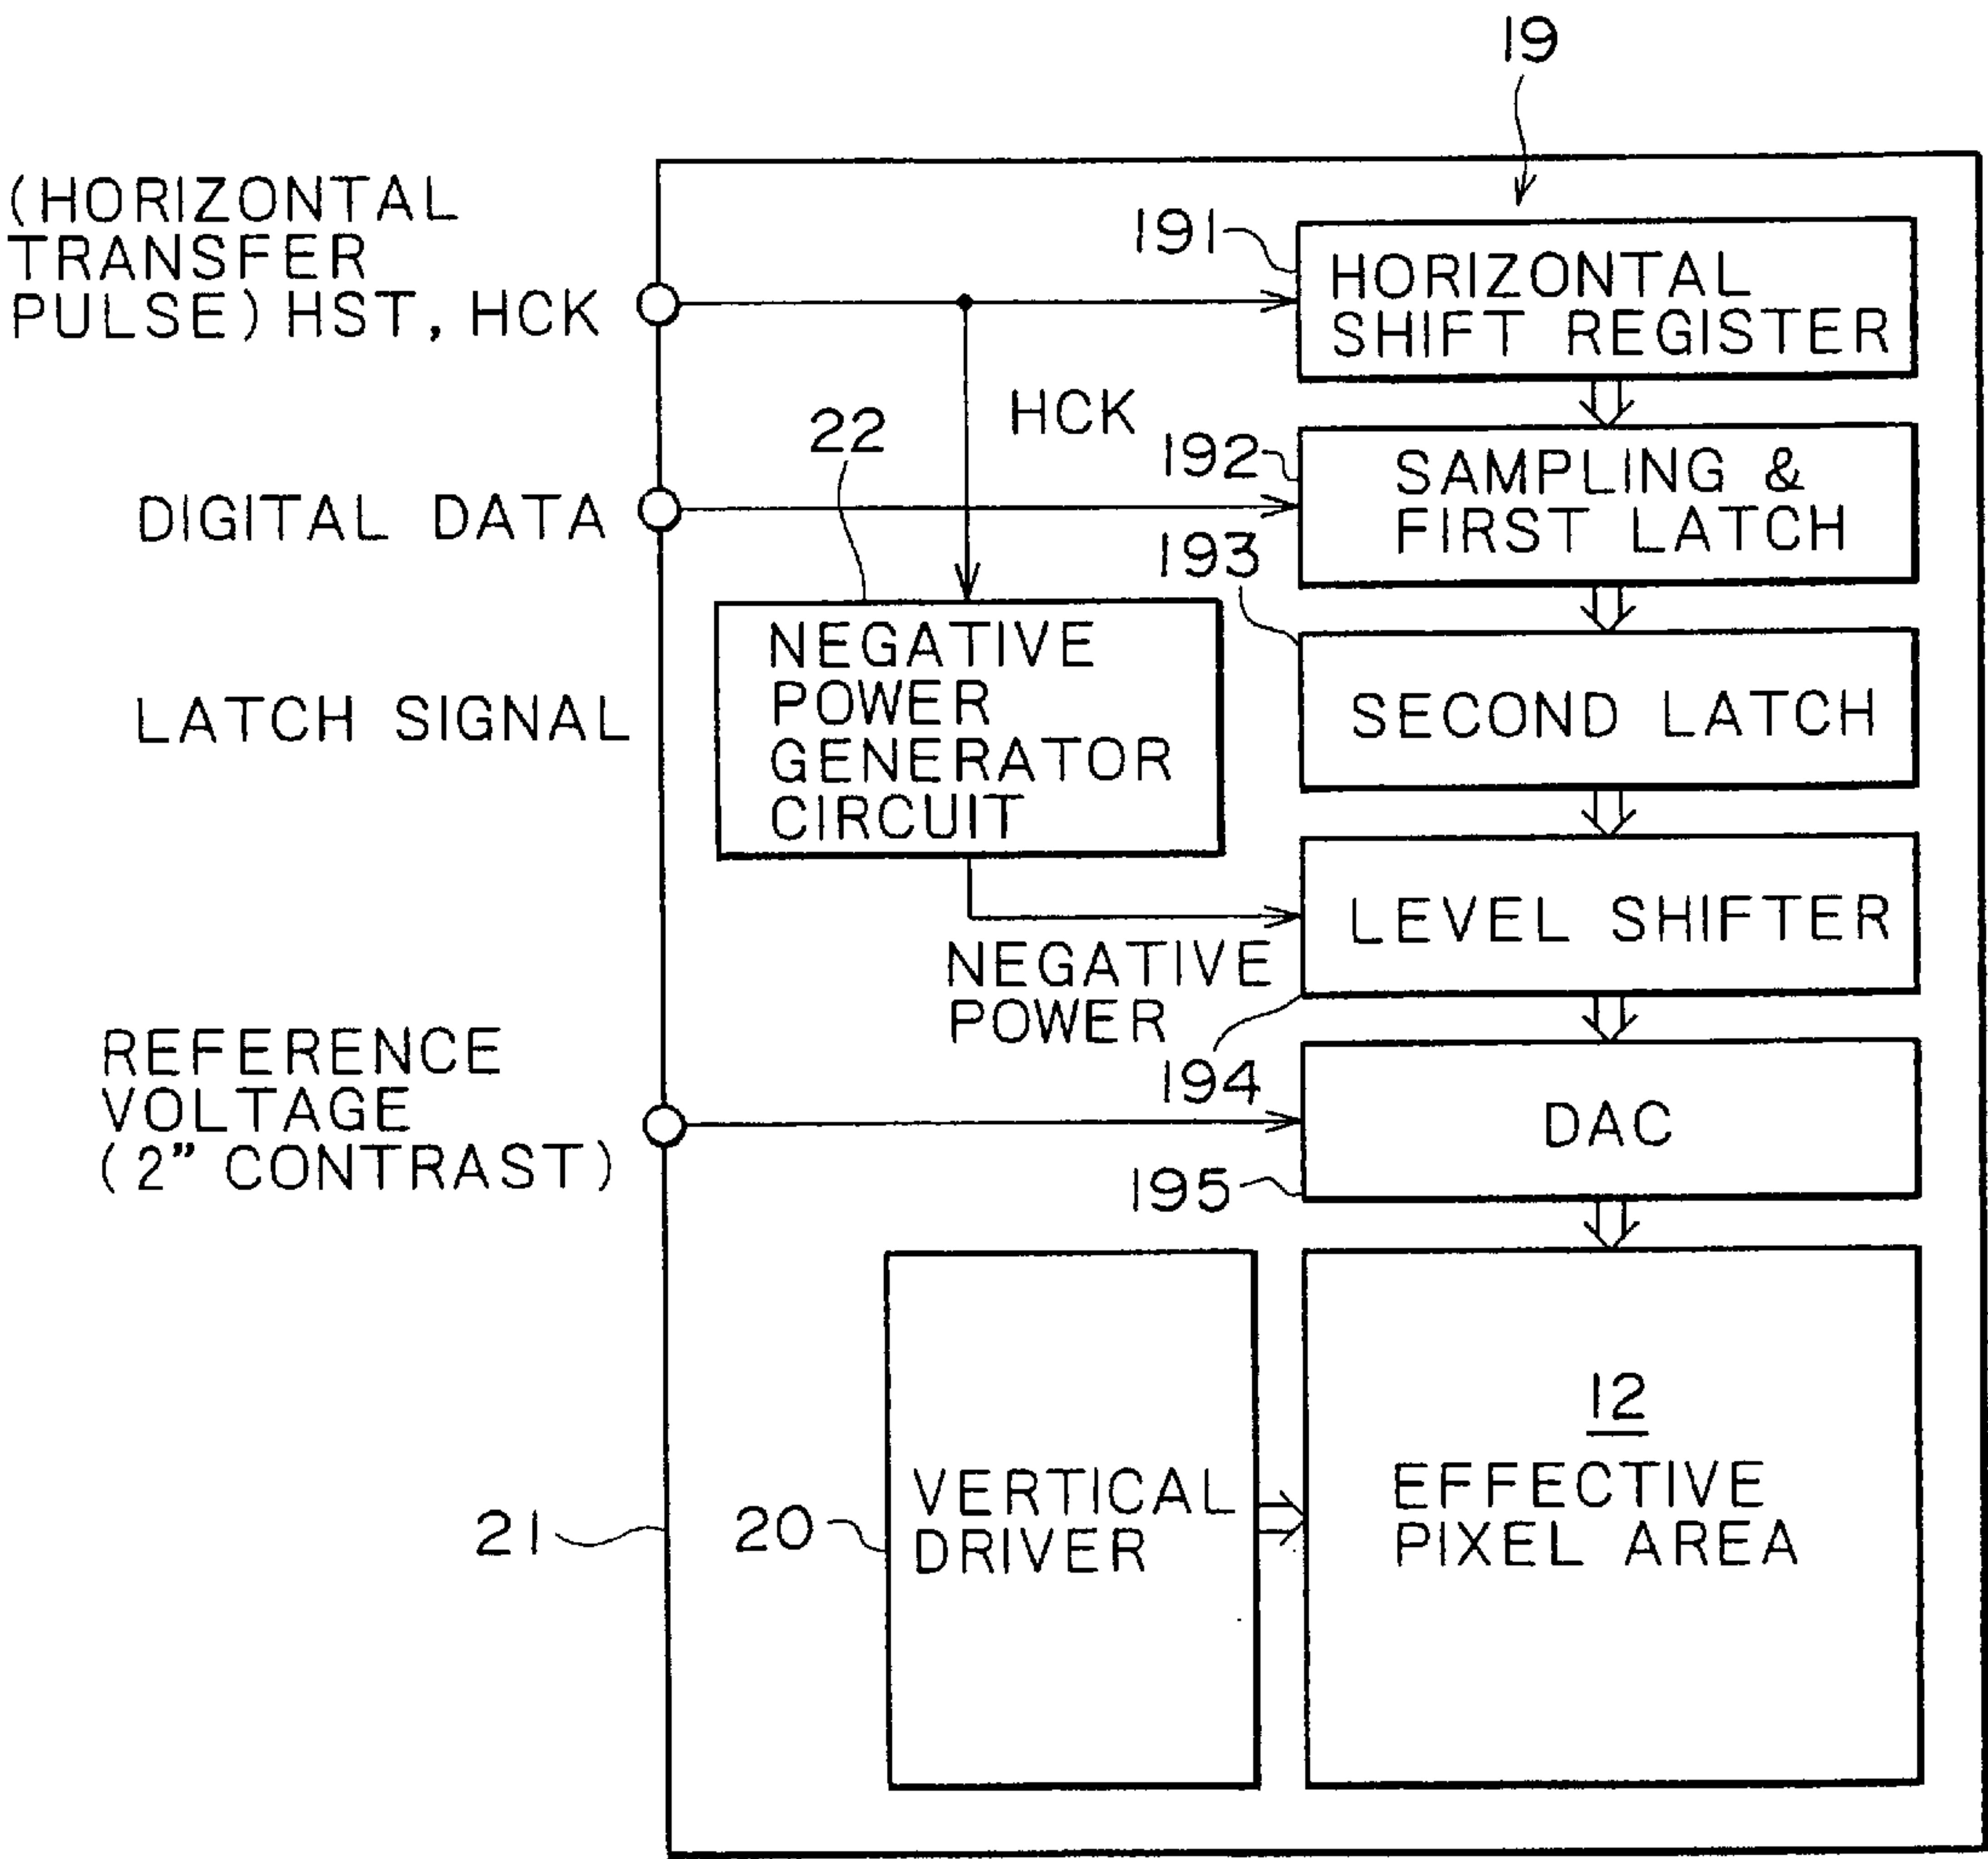 19
(HORIZONTAL
TRANSFER
PULSE) HST, HCK
191
HORIZONTAL
SHIFT REGISTER
HCK
22
192
SAMPLING &
FIRST LATCH
DIGITAL DATA
193
NEGATIVE
POWER
GENERATOR
CIRCUIT
LATCH SIGNAL
SECOND LATCH
LEVEL SHIFTER
NEGATIVE
POWER
194
REFERENCE
VOLTAGE
(2” CONTRAST)
DAC
195
12
EFFECTIVE
PIXEL AREA
VERTICAL
DRIVER
20
21